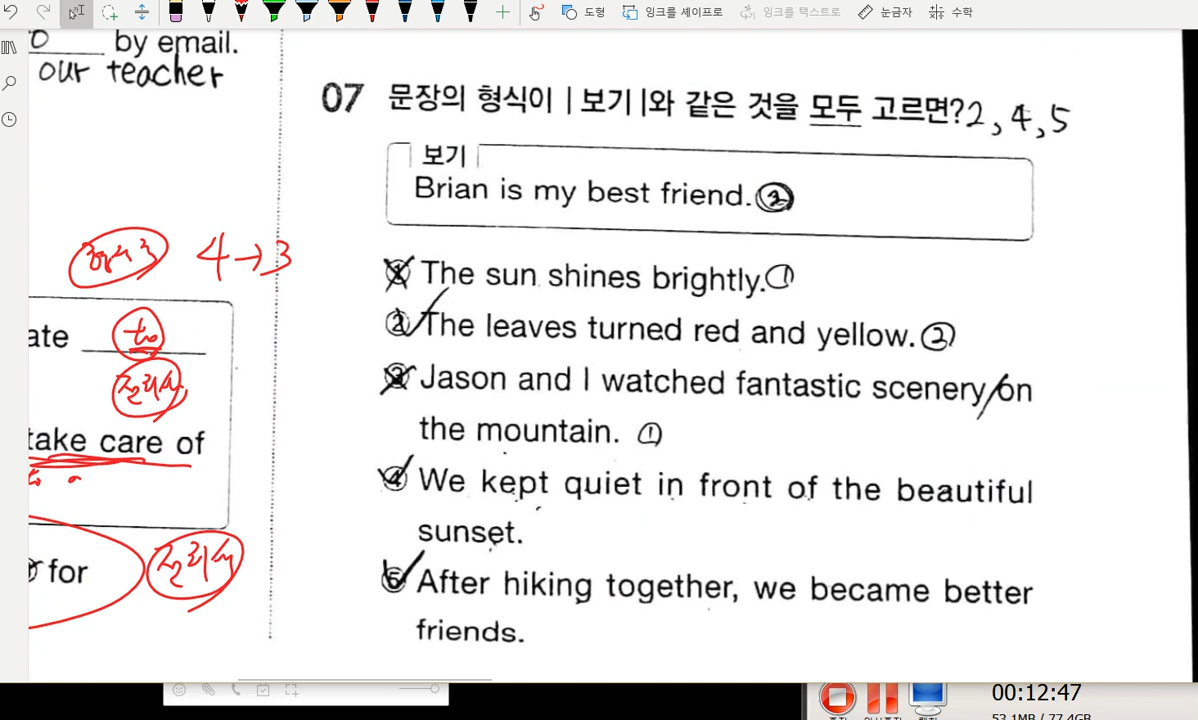 도형
잉크를 셰이프로
잉크를 텍스트로
눈금자
수학
by email.
our teacher
4→3
ate to
전치사
take care of
for
전치사
07 문장의 형식이 |보기|와 같은 것을 모두 고르면? 2, 4, 5
보기
Brian is my best friend. ②
① The sun shines brightly. ①
② The leaves turned red and yellow. ②
③ Jason and I watched fantastic scenery / on
the mountain. ①
④ We kept quiet in front of the beautiful
sunset.
⑤ After hiking together, we became better
friends.
00:12:47
53.1MB / 77.4GB